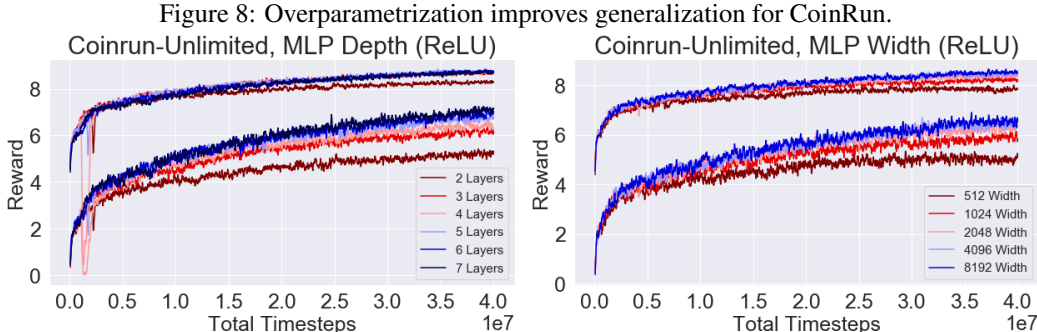 Figure 8: Overparametrization improves generalization for CoinRun.
Coinrun-Unlimited, MLP Depth (ReLU)
8
6
4
2
0
Reward
2 Layers
3 Layers
4 Layers
5 Layers
6 Layers
7 Layers
0.0 0.5 1.0 1.5 2.0 2.5 3.0 3.5 4.0
Total Timesteps 1e7
Coinrun-Unlimited, MLP Width (ReLU)
8
6
4
2
0
Reward
512 Width
1024 Width
2048 Width
4096 Width
8192 Width
0.0 0.5 1.0 1.5 2.0 2.5 3.0 3.5 4.0
Total Timesteps 1e7